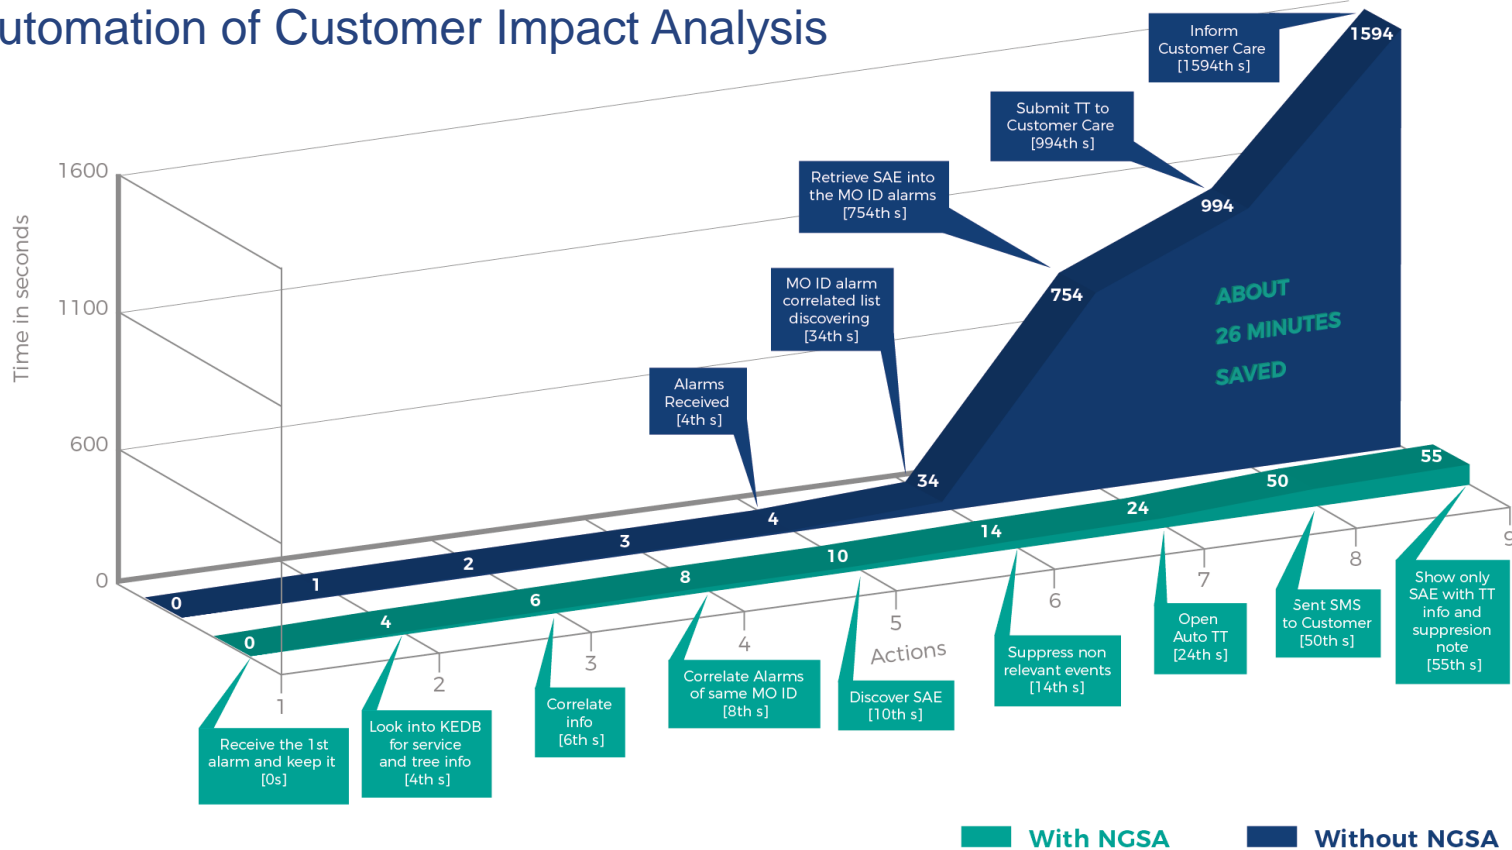 utomation of Customer Impact Analysis
Inform
Customer Care
[1594th s]
1594
Submit TT to
Customer Care
[994th s]
994
Retrieve SAE into
the MO ID alarms
[754th s]
754
MO ID alarm
correlated list
discovering
[34th s]
34
Alarms
Received
[4th s]
4
3
2
1
0
ABOUT
26 MINUTES
SAVED
Time in seconds
1600
1100
600
0
0
4
6
8
10
14
24
50
55
1
2
3
4
5
6
7
8
9
Actions
Receive the 1st
alarm and keep it
[0s]
Look into KEDB
for service
and tree info
[4th s]
Correlate
info
[6th s]
Correlate Alarms
of same MO ID
[8th s]
Discover SAE
[10th s]
Suppress non
relevant events
[14th s]
Open
Auto TT
[24th s]
Sent SMS
to Customer
[50th s]
Show only
SAE with TT
info and
suppresion
note
[55th s]
With NGSA
Without NGSA